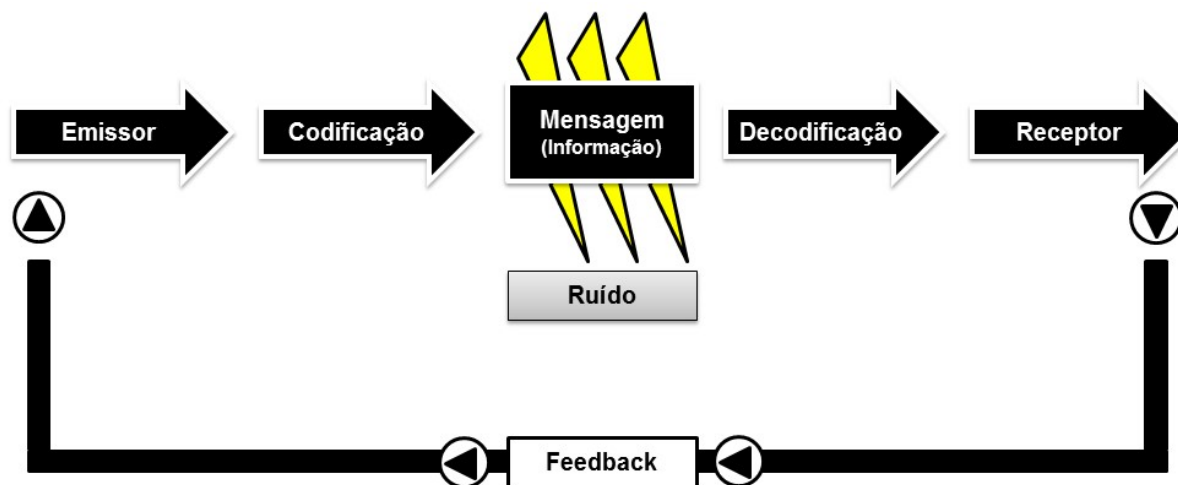 Emissor
Codificação
Mensagem
(Informação)
Decodificação
Receptor
Ruído
Feedback